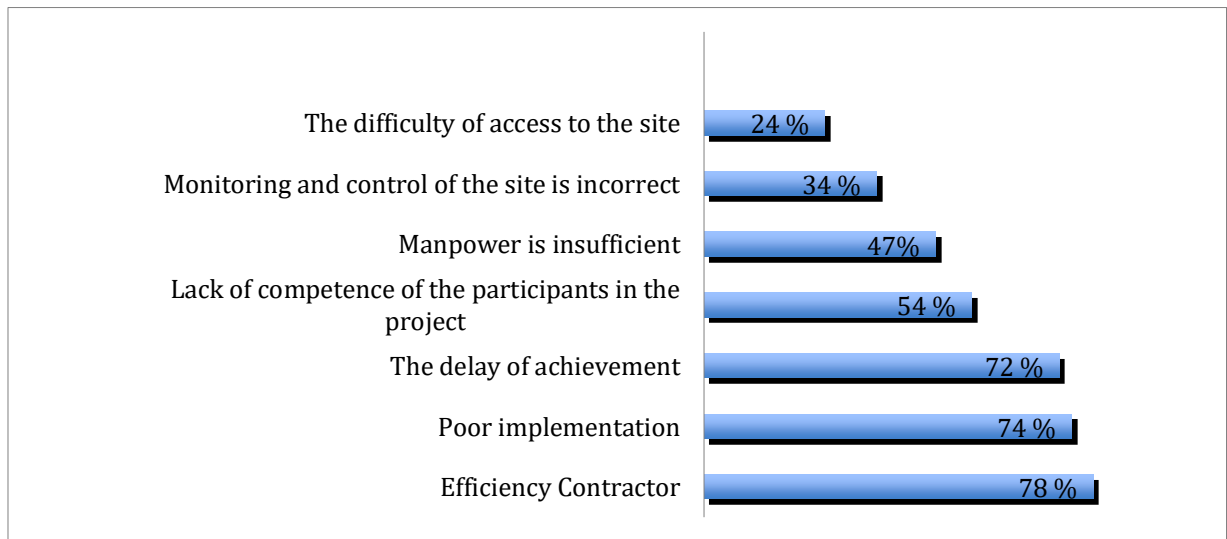 The difficulty of access to the site
24 %
Monitoring and control of the site is incorrect
34 %
Manpower is insufficient
47%
Lack of competence of the participants in the
project
54 %
The delay of achievement
72 %
Poor implementation
74 %
Efficiency Contractor
78 %